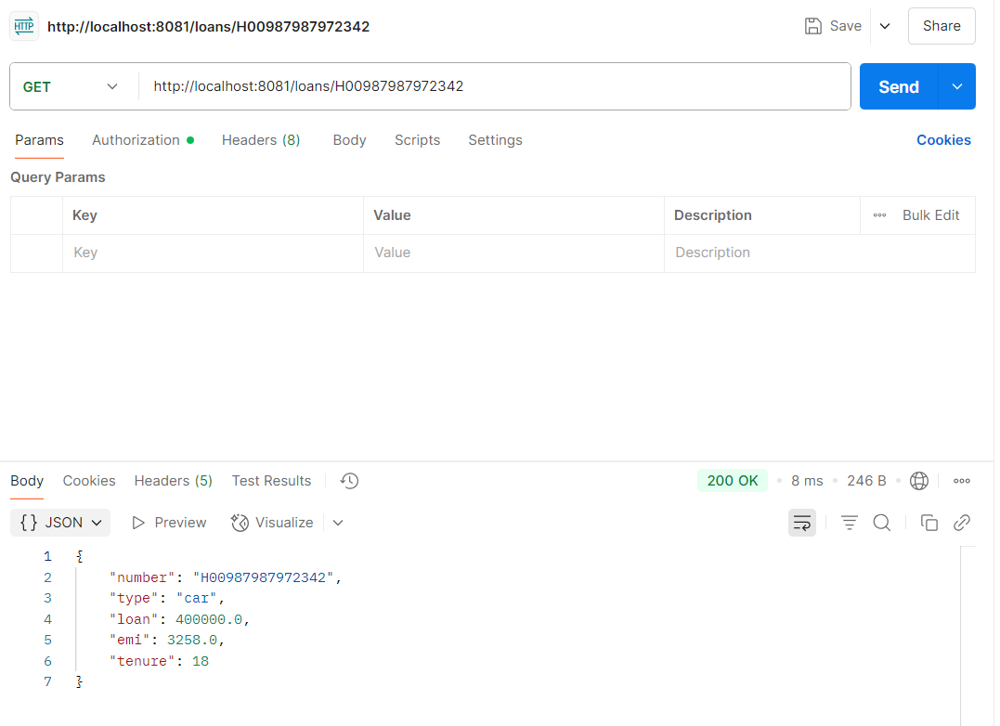 HTTP http://localhost:8081/loans/H00987987972342 Save Share
GET http://localhost:8081/loans/H00987987972342 Send
Params Authorization Headers (8) Body Scripts Settings Cookies
Query Params
Key Value Description Bulk Edit
Key Value Description
Body Cookies Headers (5) Test Results 200 OK 8 ms 246 B
{} JSON Preview Visualize
1 {
2 "number": "H00987987972342",
3 "type": "car",
4 "loan": 400000.0,
5 "emi": 3258.0,
6 "tenure": 18
7 }